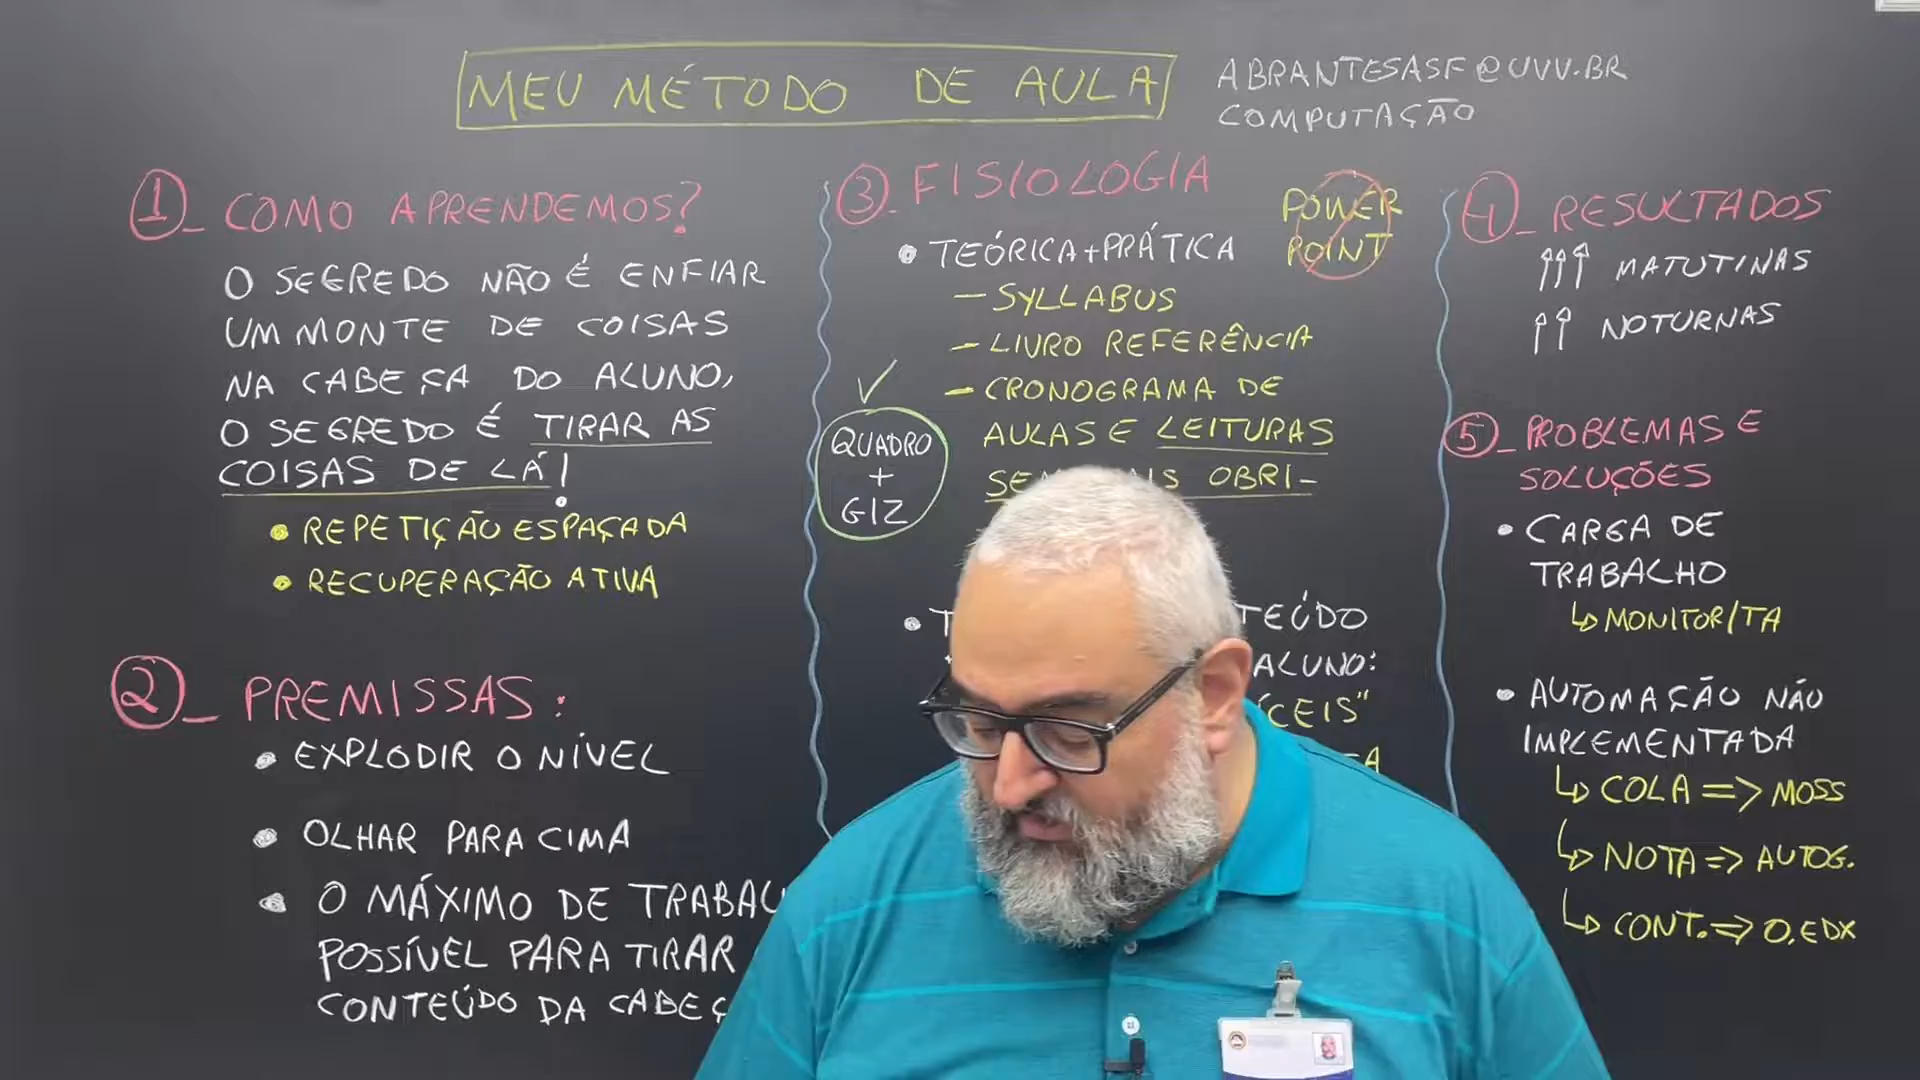 MEU MÉTODO DE AULA
ABRANTESASF@UVV.BR
COMPUTAÇÃO
1_ COMO APRENDEMOS?
O SEGREDO NÃO É ENFIAR
UM MONTE DE COISAS
NA CABEÇA DO ALUNO,
O SEGREDO É TIRAR AS
COISAS DE LÁ!
• REPETIÇÃO ESPAÇADA
• RECUPERAÇÃO ATIVA
2_ PREMISSAS:
• EXPLODIR O NÍVEL
• OLHAR PARA CIMA
• O MÁXIMO DE TRABAL
POSSÍVEL PARA TIRAR
CONTEÚDO DA CABEÇ
3_ FISIOLOGIA
POWER
POINT
• TEÓRICA+PRÁTICA
- SYLLABUS
- LIVRO REFERÊNCIA
- CRONOGRAMA DE
AULAS E LEITURAS
OBRI-
QUADRO
+
GIZ
TEÚDO
ALUNO:
ÍCEIS"
4_ RESULTADOS
↑↑↑ MATUTINAS
↑↑ NOTURNAS
5_ PROBLEMAS E
SOLUÇÕES
• CARGA DE
TRABALHO
↳ MONITOR/TA
• AUTOMAÇÃO NÃO
IMPLEMENTADA
↳ COLA => MOSS
↳ NOTA => AUTOG.
↳ CONT. => O.EDX